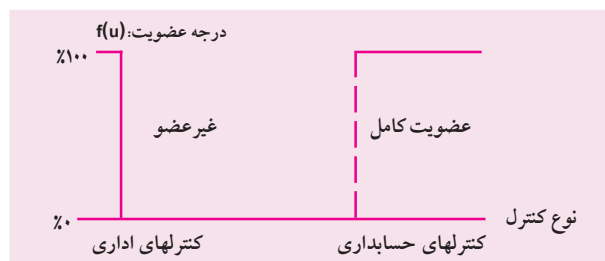 درجه عضویت: f(u)
٪۱۰۰
غیرعضو
عضویت کامل
٪۰
نوع کنترل
کنترلهای اداری
کنترلهای حسابداری